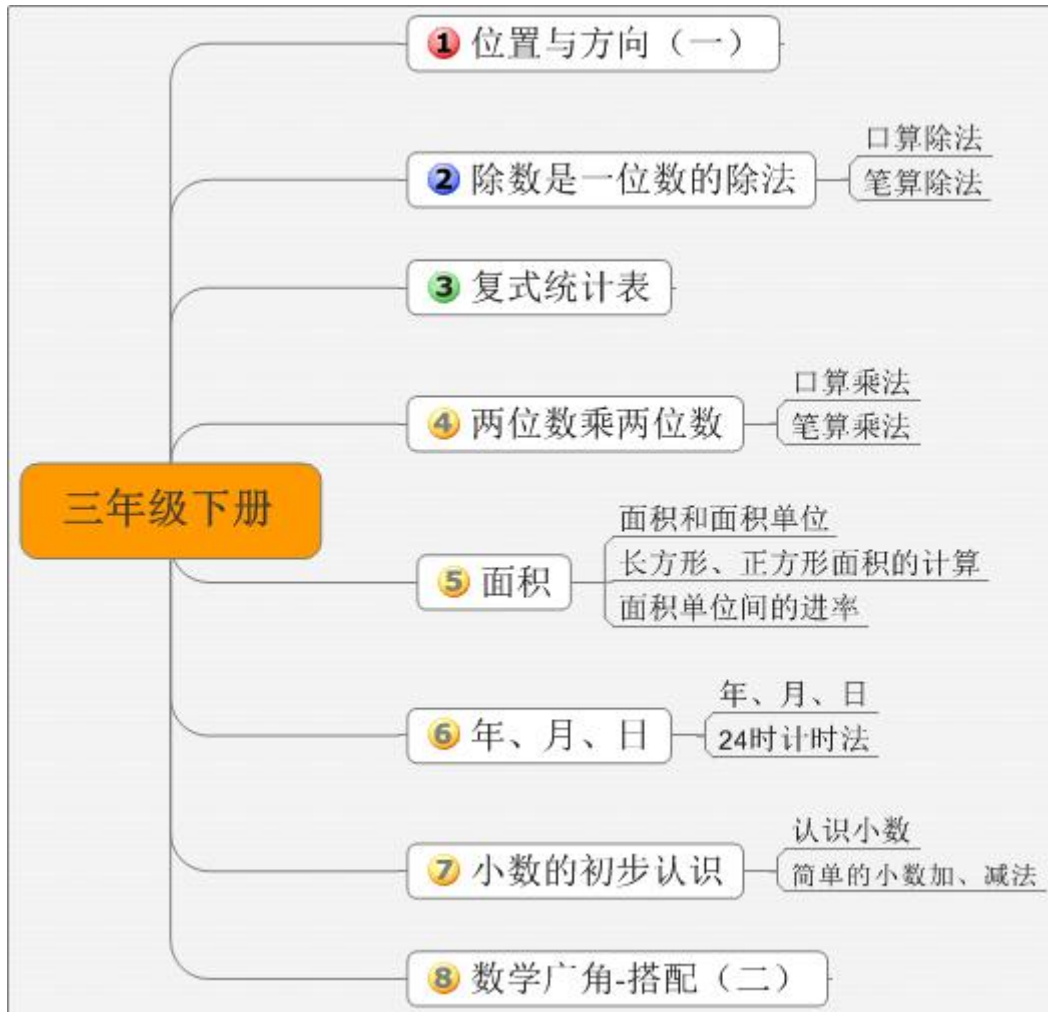 1 位置与方向（一）
2 除数是一位数的除法
口算除法
笔算除法
3 复式统计表
4 两位数乘两位数
口算乘法
笔算乘法
三年级下册
5 面积
面积和面积单位
长方形、正方形面积的计算
面积单位间的进率
6 年、月、日
年、月、日
24时计时法
7 小数的初步认识
认识小数
简单的小数加、减法
8 数学广角-搭配（二）